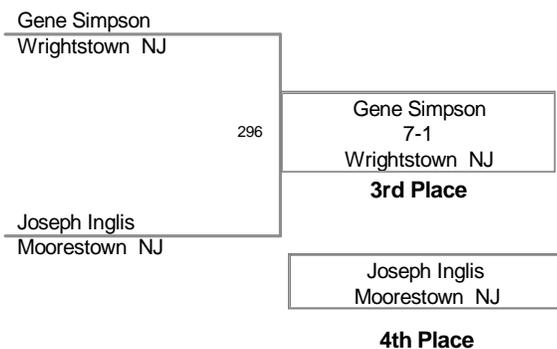 Gene Simpson
Wrightstown NJ
296
Gene Simpson
7-1
Wrightstown NJ
3rd Place
Joseph Inglis
Moorestown NJ
Joseph Inglis
Moorestown NJ
4th Place